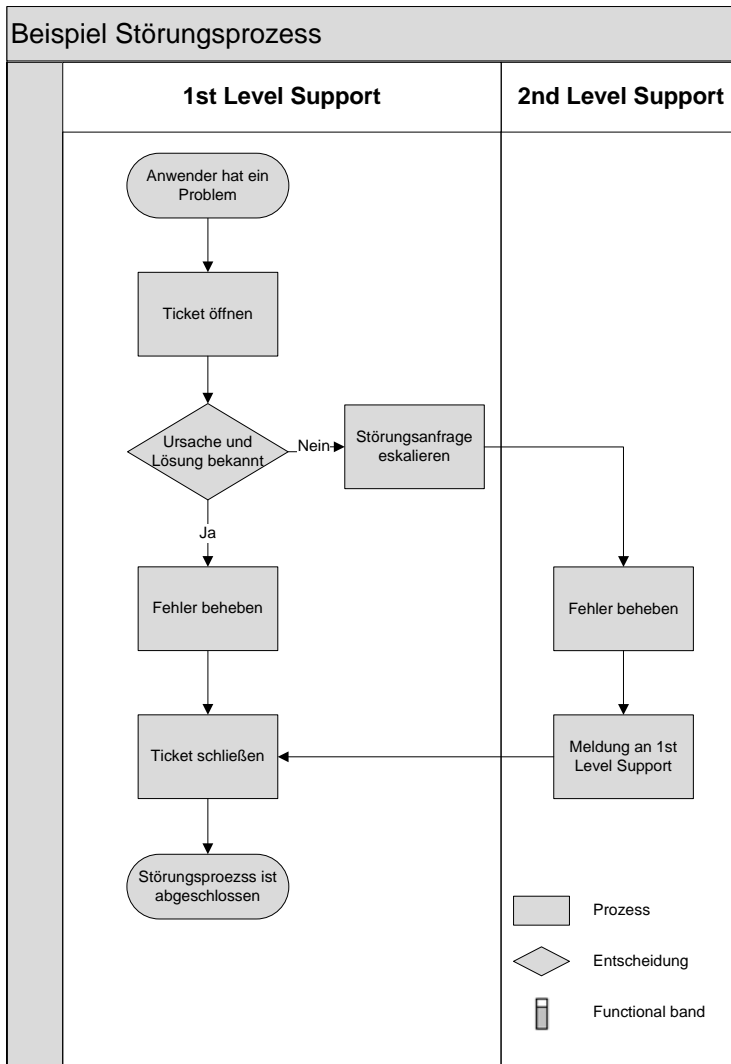 Beispiel Störungsprozess
1st Level Support
2nd Level Support
Anwender hat ein
Problem
Ticket öffnen
Ursache und
Lösung bekannt
Nein
Störungsanfrage
eskalieren
Ja
Fehler beheben
Fehler beheben
Ticket schließen
Meldung an 1st
Level Support
Störungsproezss ist
abgeschlossen
Prozess
Entscheidung
Functional band